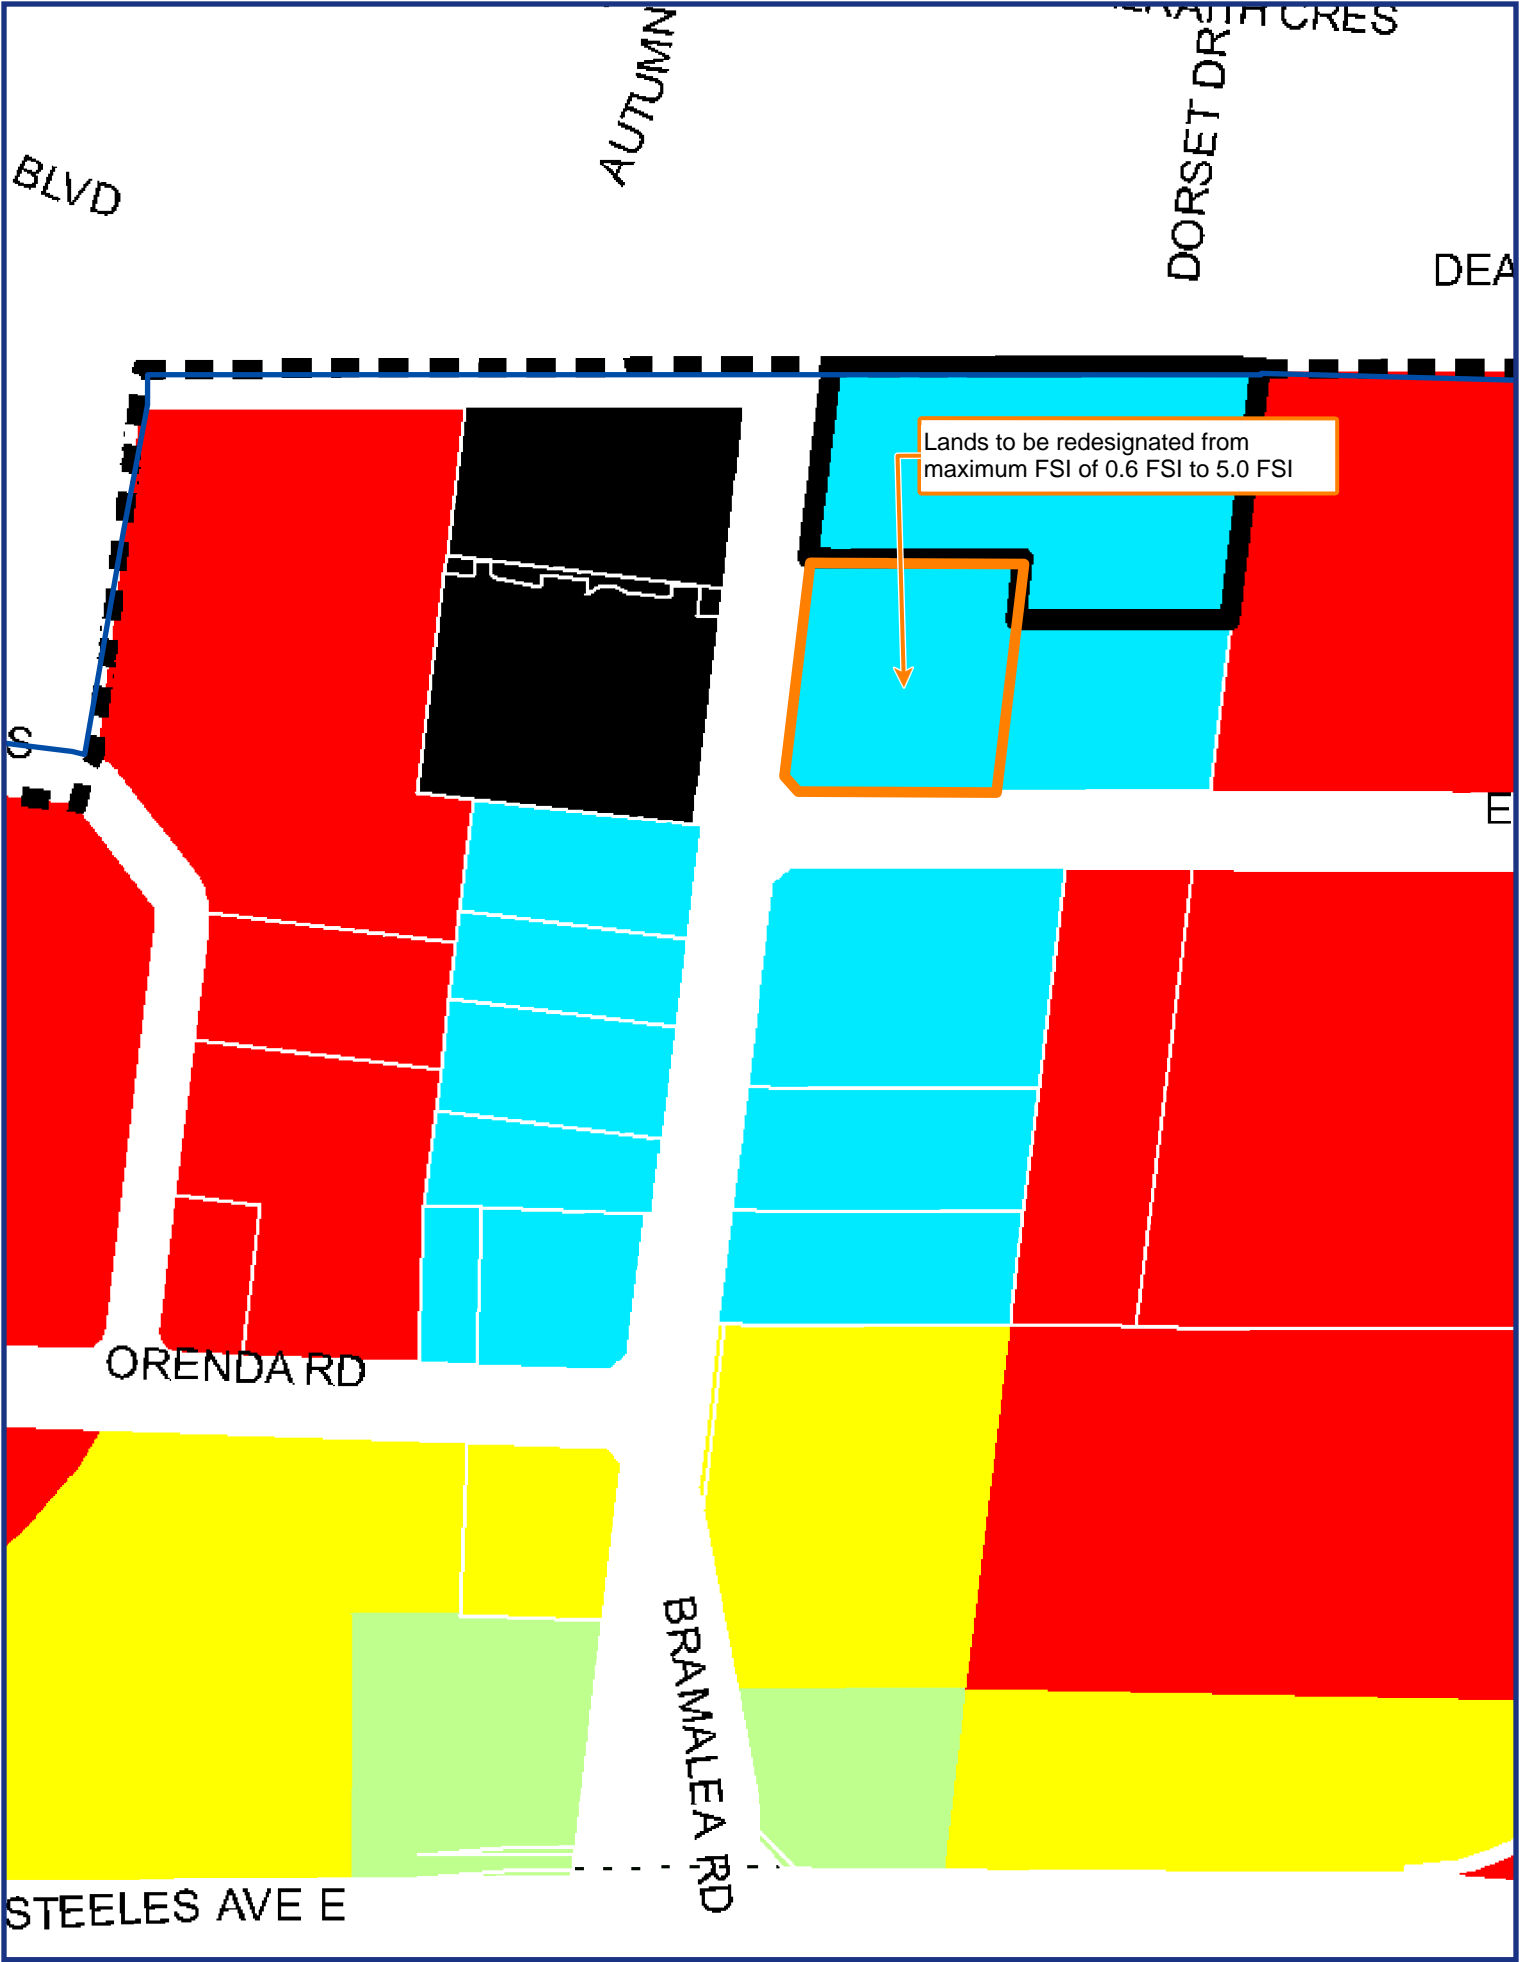 CRES
AUTUMN
DORSET DR
BLVD
DEA
Lands to be redesignated from
maximum FSI of 0.6 FSI to 5.0 FSI
S
E
ORENDA RD
BRAMALEA RD
STEELES AVE E